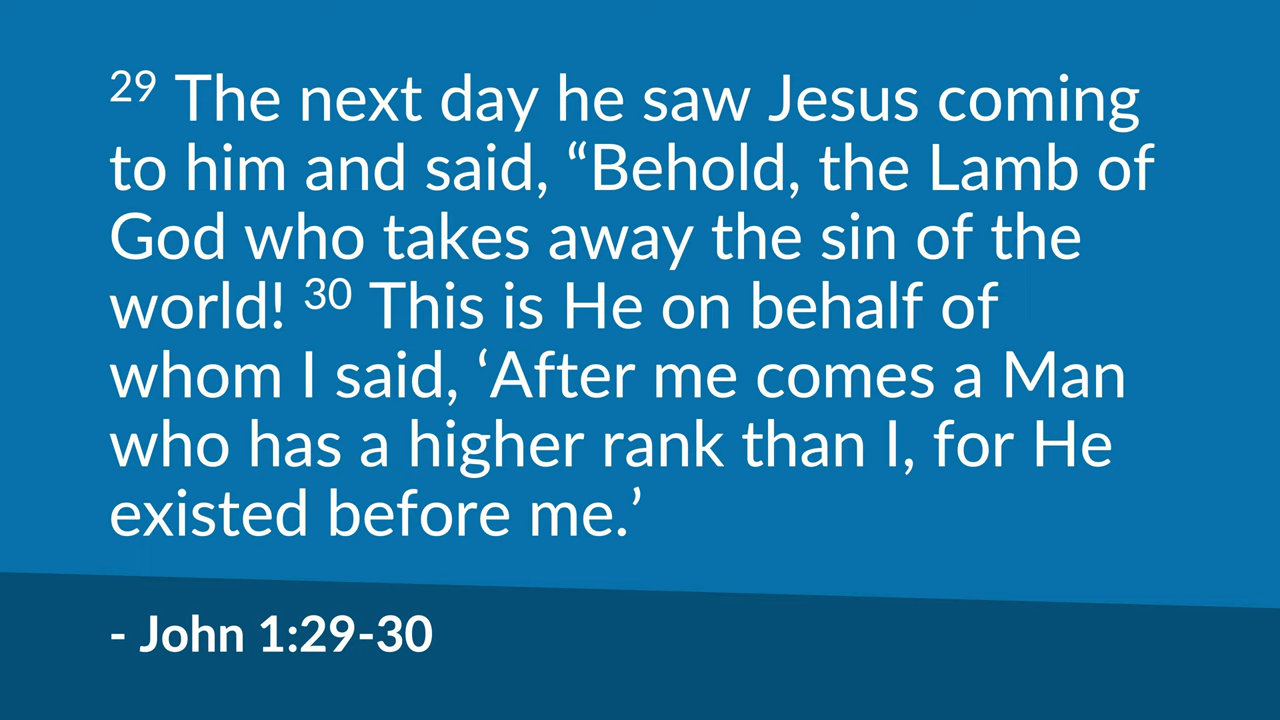 29 The next day he saw Jesus coming
to him and said, “Behold, the Lamb of
God who takes away the sin of the
world! 30 This is He on behalf of
whom I said, ‘After me comes a Man
who has a higher rank than I, for He
existed before me.’
- John 1:29-30